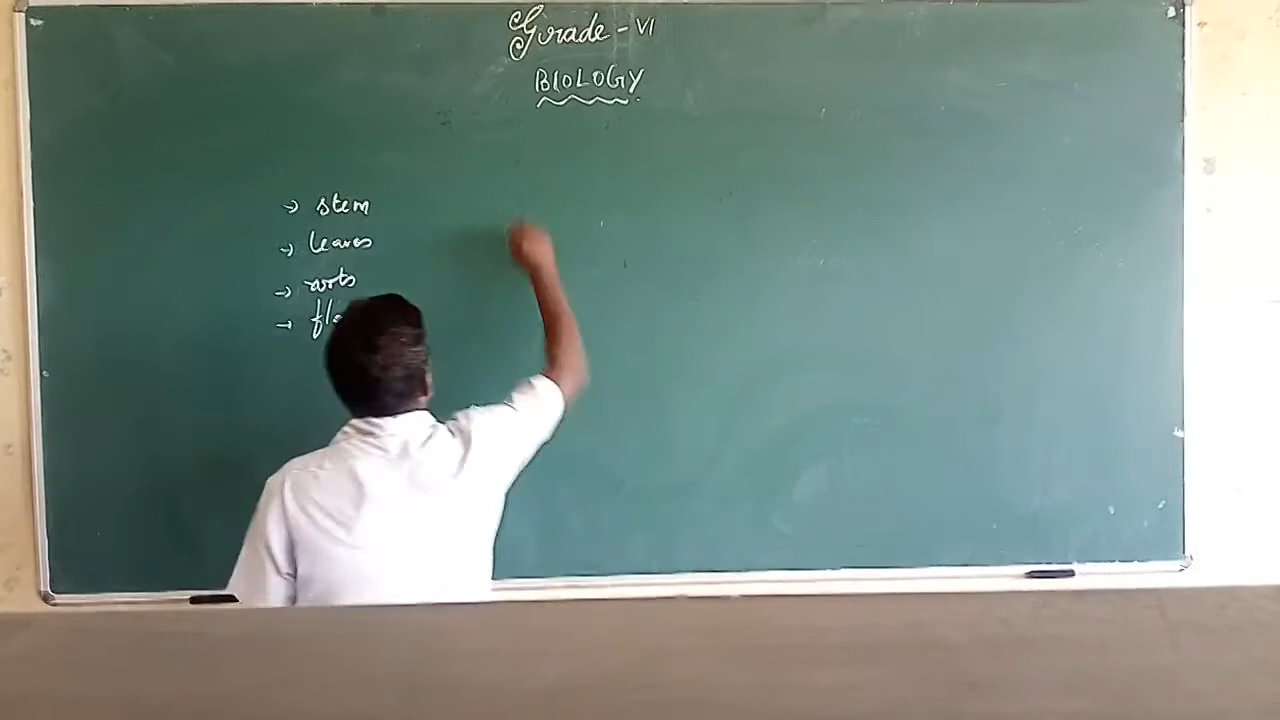 Grade - VI
BIOLOGY
→ stem
→ leaves
→ roots
→